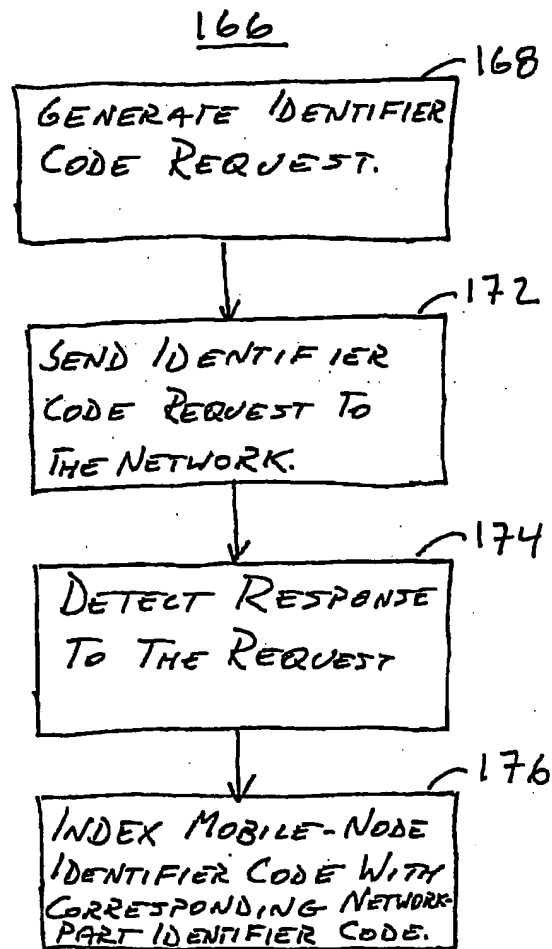 166
168
GENERATE IDENTIFIER
CODE REQUEST.
172
SEND IDENTIFIER
CODE REQUEST TO
THE NETWORK.
174
DETECT RESPONSE
TO THE REQUEST
176
INDEX MOBILE-NODE
IDENTIFIER CODE WITH
CORRESPONDING NETWORK-
PART IDENTIFIER CODE.